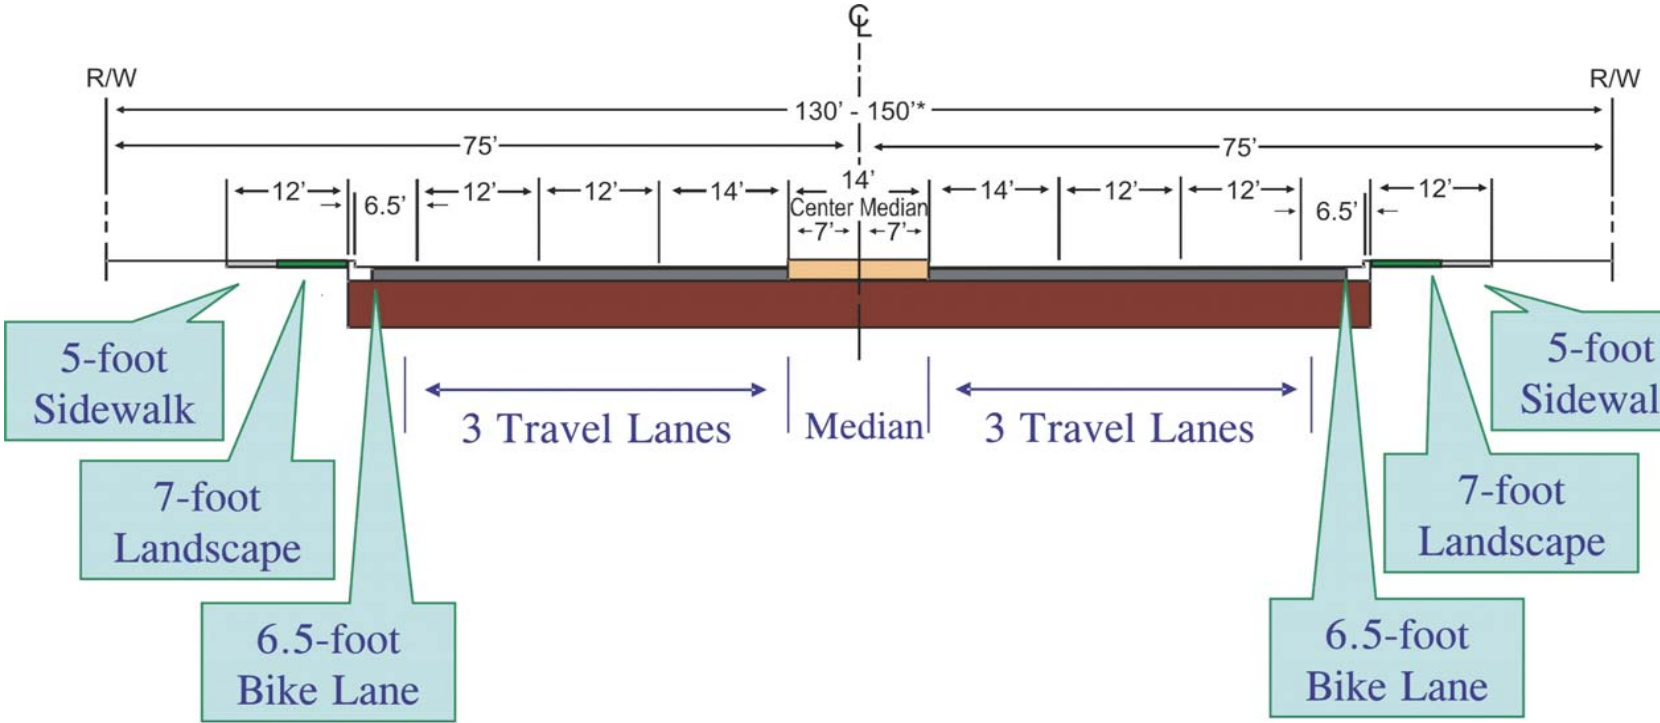 ℄
R/W
R/W
130’ - 150’*
75’
75’
12’
6.5’
12’
12’
14’
14’
14’
12’
12’
6.5’
12’
Center Median
7’
7’
5-foot
Sidewalk
7-foot
Landscape
6.5-foot
Bike Lane
3 Travel Lanes
Median
3 Travel Lanes
5-foot
Sidewal
7-foot
Landscape
6.5-foot
Bike Lane